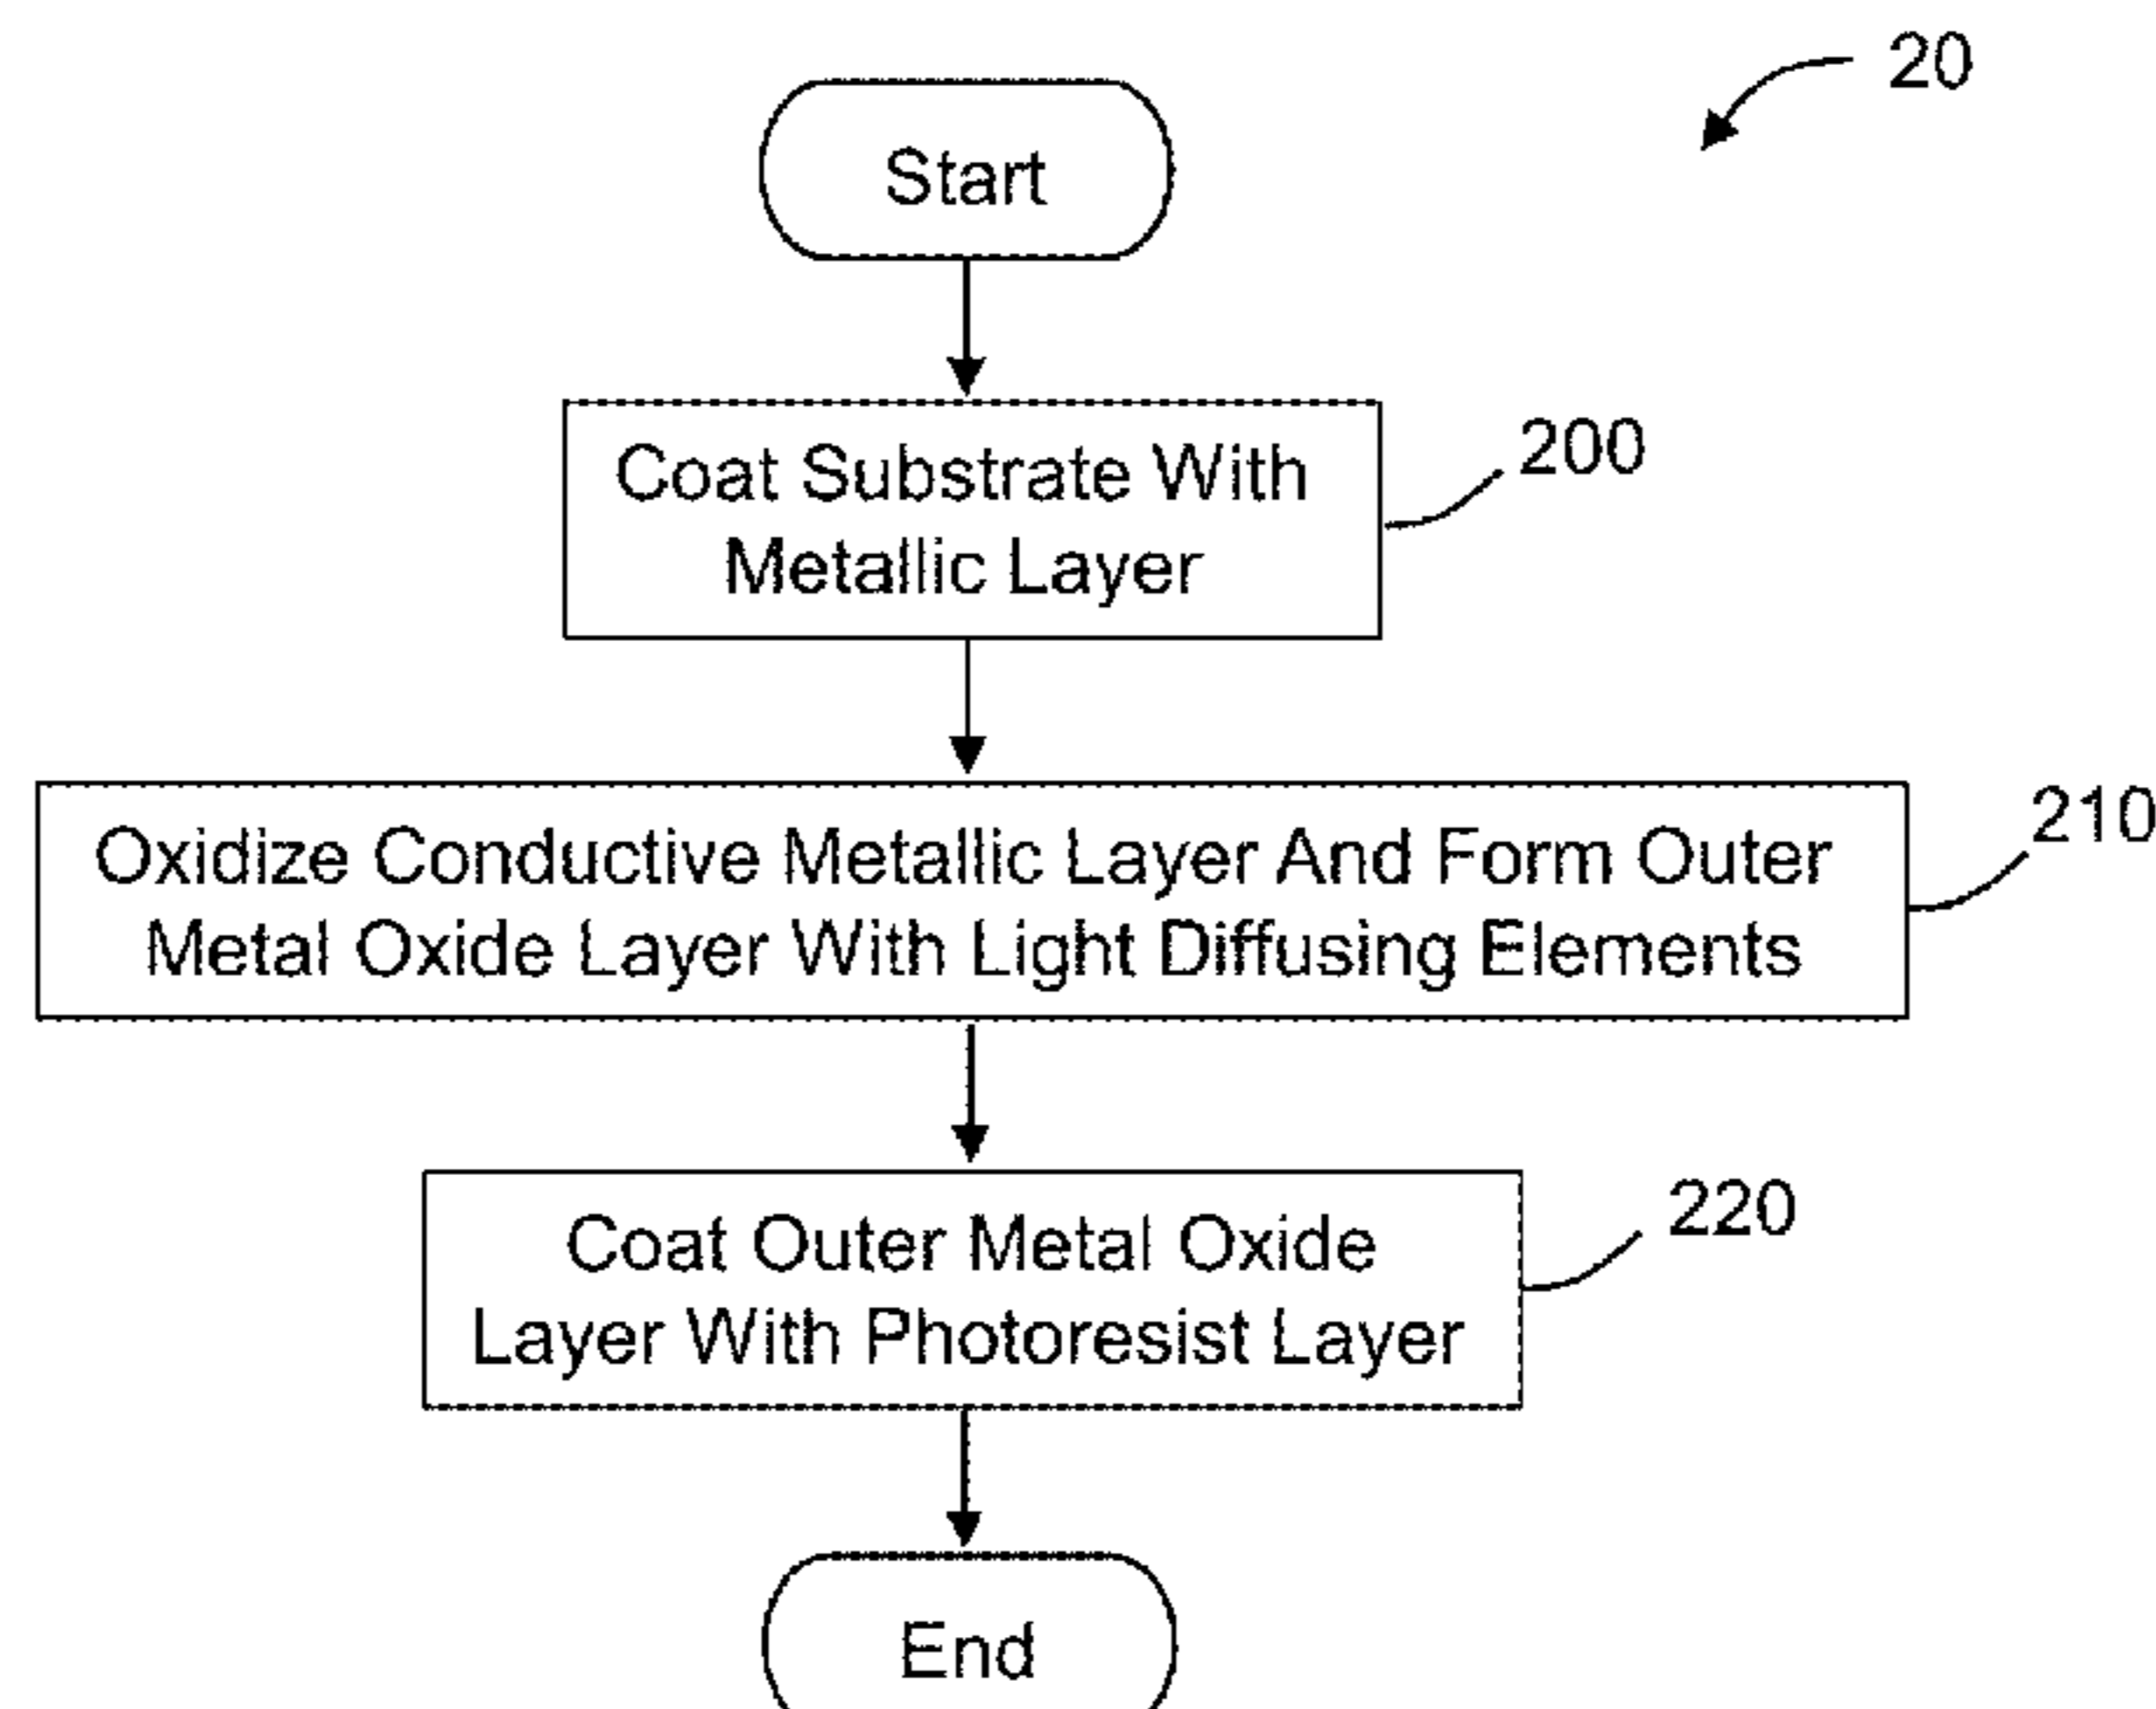 20
Start
Coat Substrate With
Metallic Layer
200
Oxidize Conductive Metallic Layer And Form Outer
Metal Oxide Layer With Light Diffusing Elements
210
Coat Outer Metal Oxide
Layer With Photoresist Layer
220
End